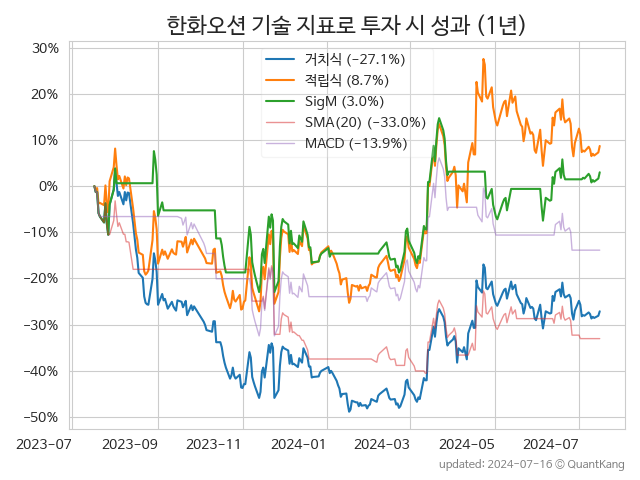 한화오션 기술 지표로 투자 시 성과 (1년)
30%
20%
10%
0%
−10%
−20%
−30%
−40%
−50%
거치식 (−27.1%)
적립식 (8.7%)
SigM (3.0%)
SMA(20) (−33.0%)
MACD (−13.9%)
2023-07
2023-09
2023-11
2024-01
2024-03
2024-05
2024-07
updated: 2024-07-16 © QuantKang